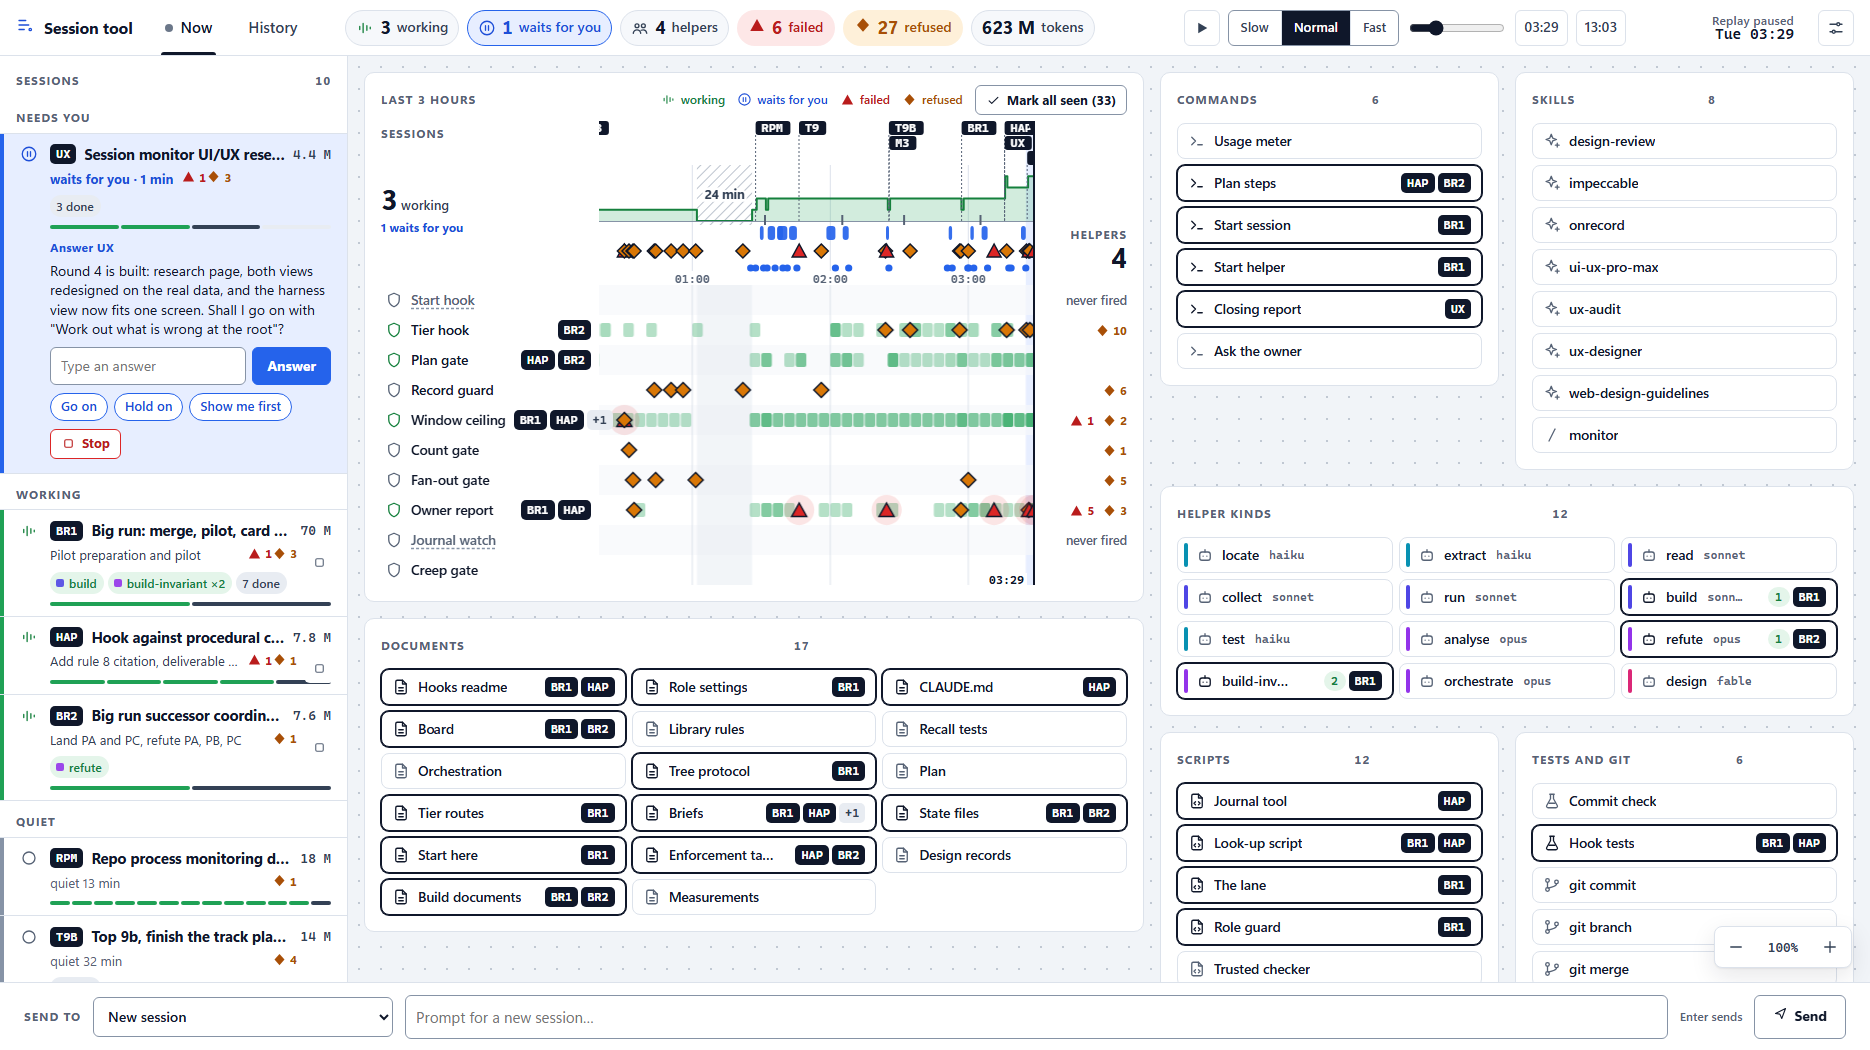 Session tool
Now
History
3 working
1 waits for you
4 helpers
6 failed
27 refused
623 M tokens
Slow
Normal
Fast
03:29
13:03
Replay paused
Tue 03:29
SESSIONS 10
NEEDS YOU
UX Session monitor UI/UX rese... 4.4 M
waits for you · 1 min 1 3
3 done
Answer UX
Round 4 is built: research page, both views
redesigned on the real data, and the harness
view now fits one screen. Shall I go on with
"Work out what is wrong at the root"?
Type an answer
Answer
Go on
Hold on
Show me first
Stop
WORKING
BR1 Big run: merge, pilot, card ... 70 M
Pilot preparation and pilot 1 3
build build-invariant ×2 7 done
HAP Hook against procedural c... 7.8 M
Add rule 8 citation, deliverable ... 1 1
BR2 Big run successor coordin... 7.6 M
Land PA and PC, refute PA, PB, PC 1
refute
QUIET
RPM Repo process monitoring d... 18 M
quiet 13 min 1
T9B Top 9b, finish the track pla... 14 M
quiet 32 min 4
LAST 3 HOURS
working
waits for you
failed
refused
Mark all seen (33)
SESSIONS
RPM T9 T9B BR1 HAP
M3 UX
24 min
3 working
1 waits for you
HELPERS
4
01:00 02:00 03:00
Start hook never fired
Tier hook BR2 10
Plan gate HAP BR2
Record guard 6
Window ceiling BR1 HAP +1 1 2
Count gate 1
Fan-out gate 5
Owner report BR1 HAP 5 3
Journal watch never fired
Creep gate
03:29
DOCUMENTS 17
Hooks readme BR1 HAP
Role settings BR1
CLAUDE.md HAP
Board BR1 BR2
Library rules
Recall tests
Orchestration
Tree protocol BR1
Plan
Tier routes BR1
Briefs BR1 HAP +1
State files BR1 BR2
Start here BR1
Enforcement ta... HAP BR2
Design records
Build documents BR1 BR2
Measurements
COMMANDS 6
Usage meter
Plan steps HAP BR2
Start session BR1
Start helper BR1
Closing report UX
Ask the owner
SKILLS 8
design-review
impeccable
onrecord
ui-ux-pro-max
ux-audit
ux-designer
web-design-guidelines
/ monitor
HELPER KINDS 12
locate haiku
extract haiku
read sonnet
collect sonnet
run sonnet
build sonn... 1 BR1
test haiku
analyse opus
refute opus 1 BR2
build-inv... 2 BR1
orchestrate opus
design fable
SCRIPTS 12
Journal tool HAP
Look-up script BR1 HAP
The lane BR1
Role guard BR1
Trusted checker
TESTS AND GIT 6
Commit check
Hook tests BR1 HAP
git commit
git branch
git merge
− 100% +
SEND TO
New session
Prompt for a new session...
Enter sends
Send